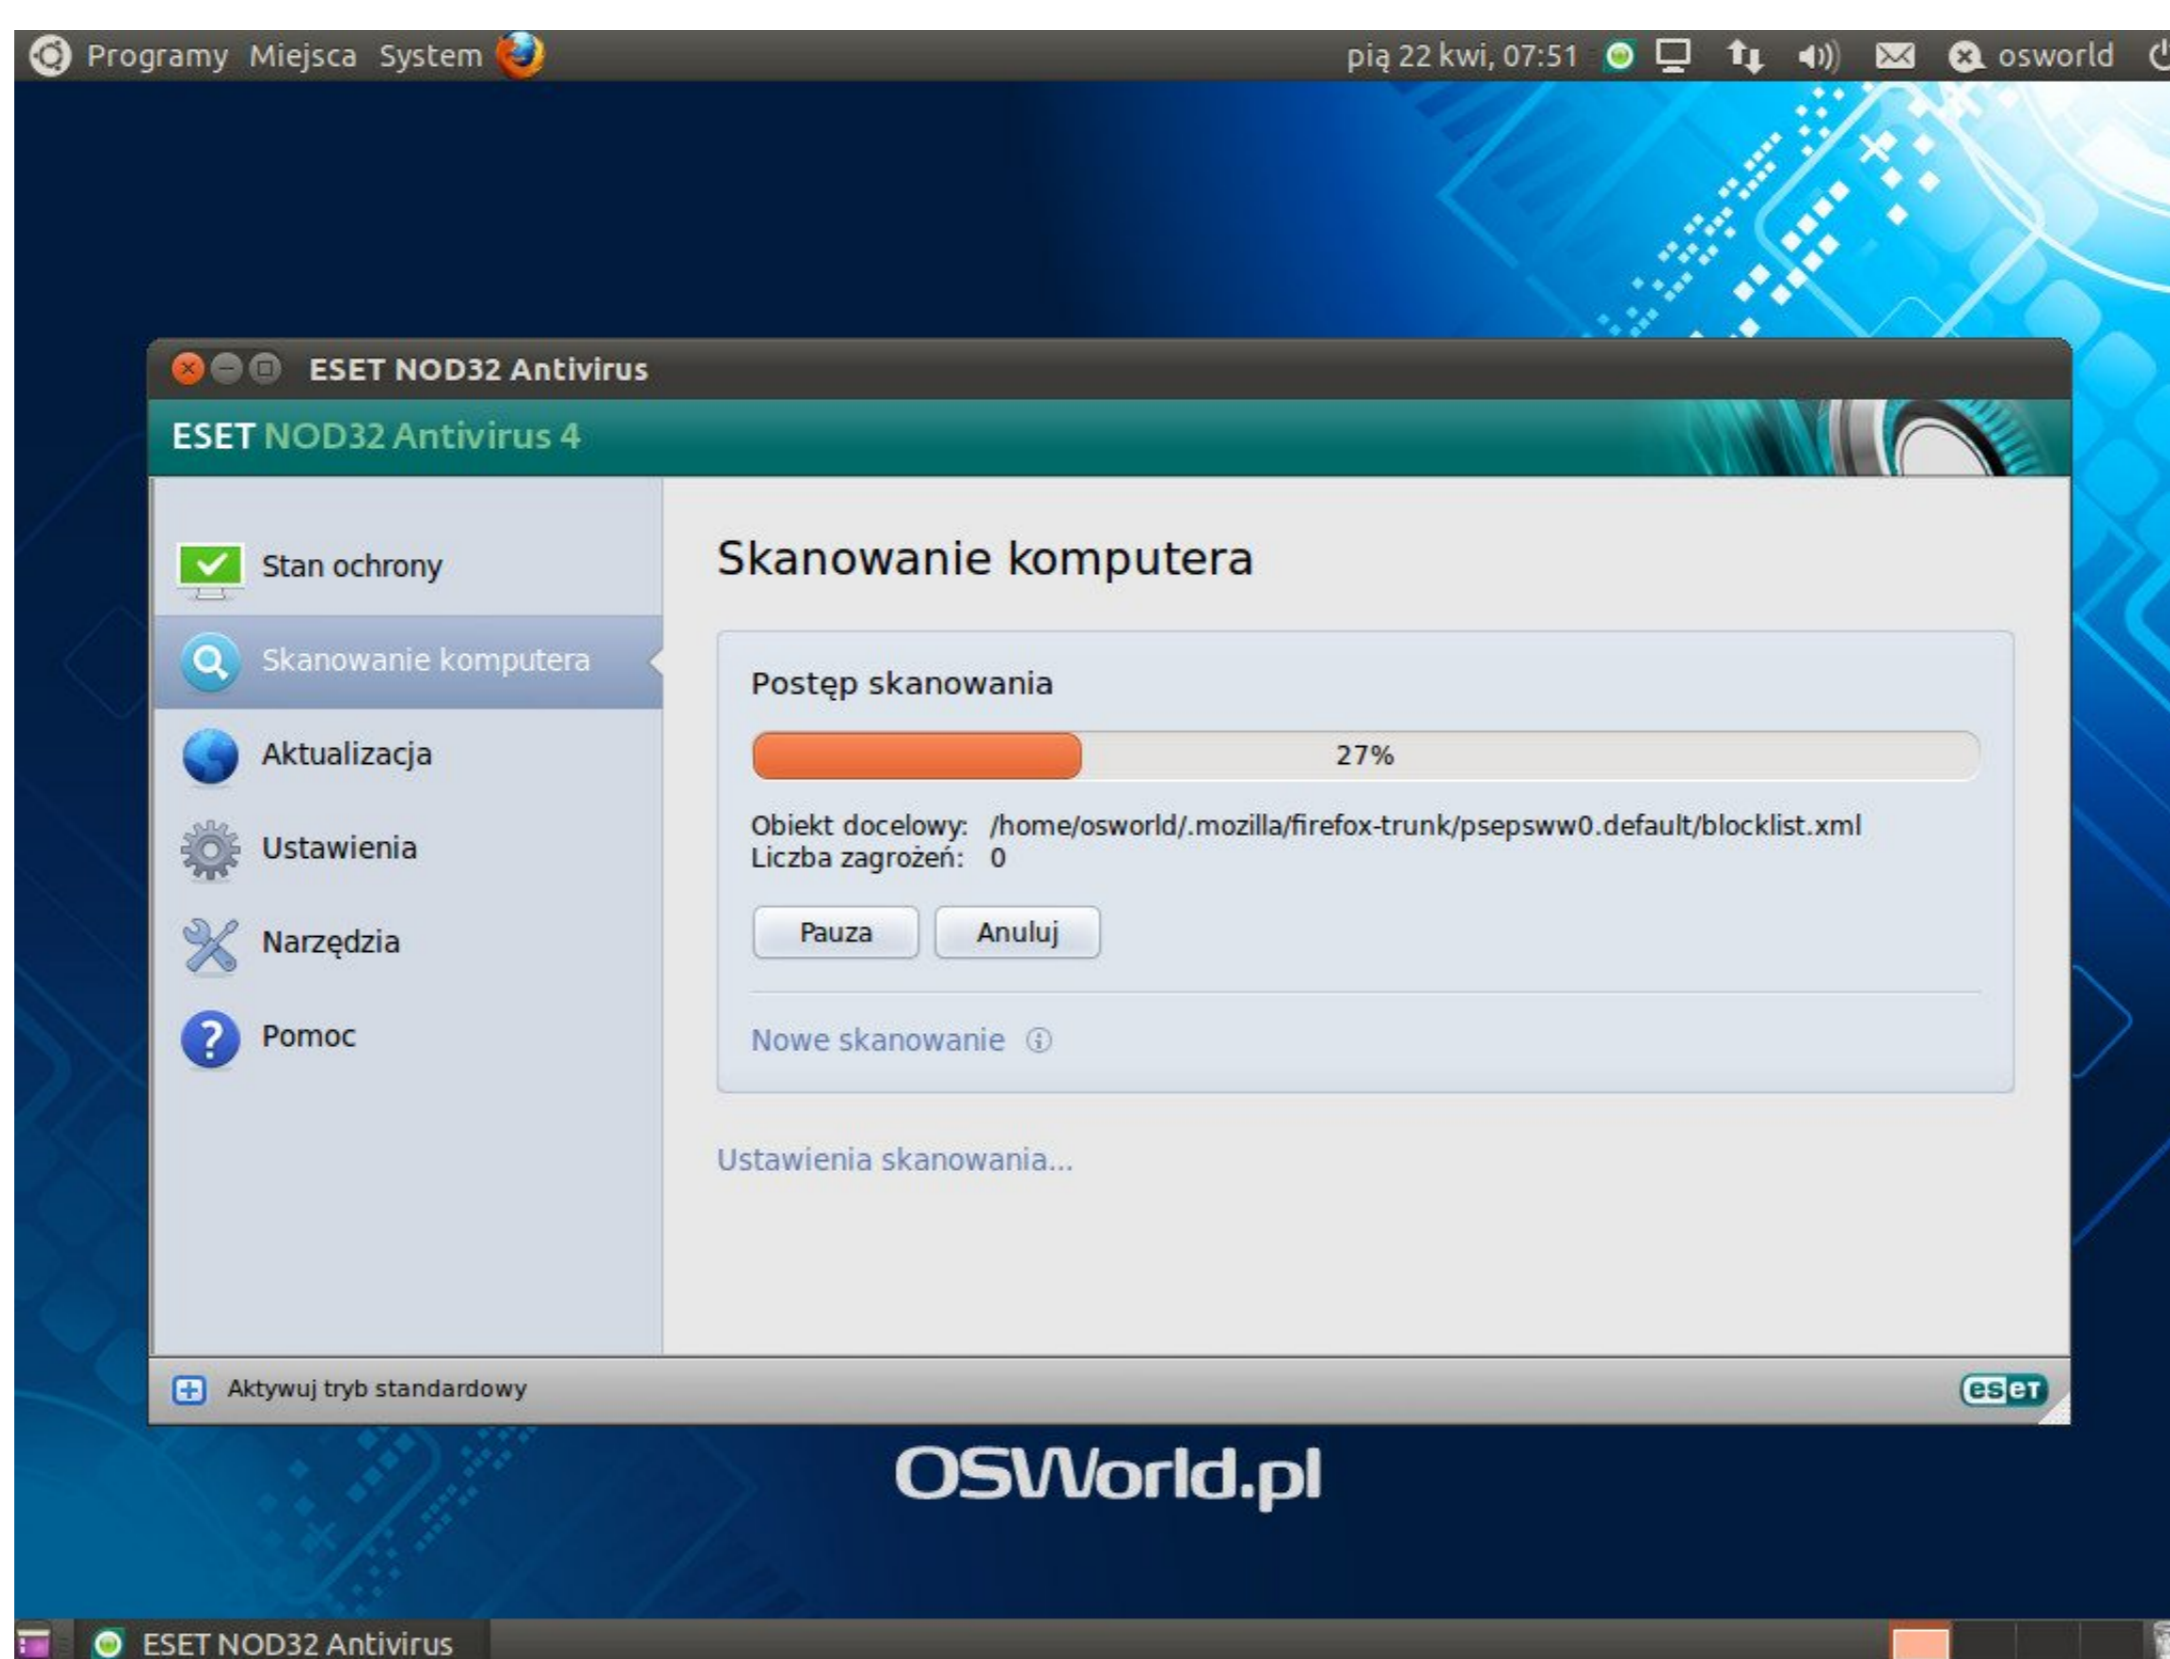 Programy Miejsca System pią 22 kwi, 07:51 osworld
ESET NOD32 Antivirus
ESET NOD32 Antivirus 4
Stan ochrony
Skanowanie komputera
Aktualizacja
Ustawienia
Narzędzia
Pomoc
Skanowanie komputera
Postęp skanowania
27%
Obiekt docelowy: /home/osworld/.mozilla/firefox-trunk/psepsww0.default/blocklist.xml
Liczba zagrożeń: 0
Pauza Anuluj
Nowe skanowanie
Ustawienia skanowania...
Aktywuj tryb standardowy
eseT
OSWorld.pl
ESET NOD32 Antivirus